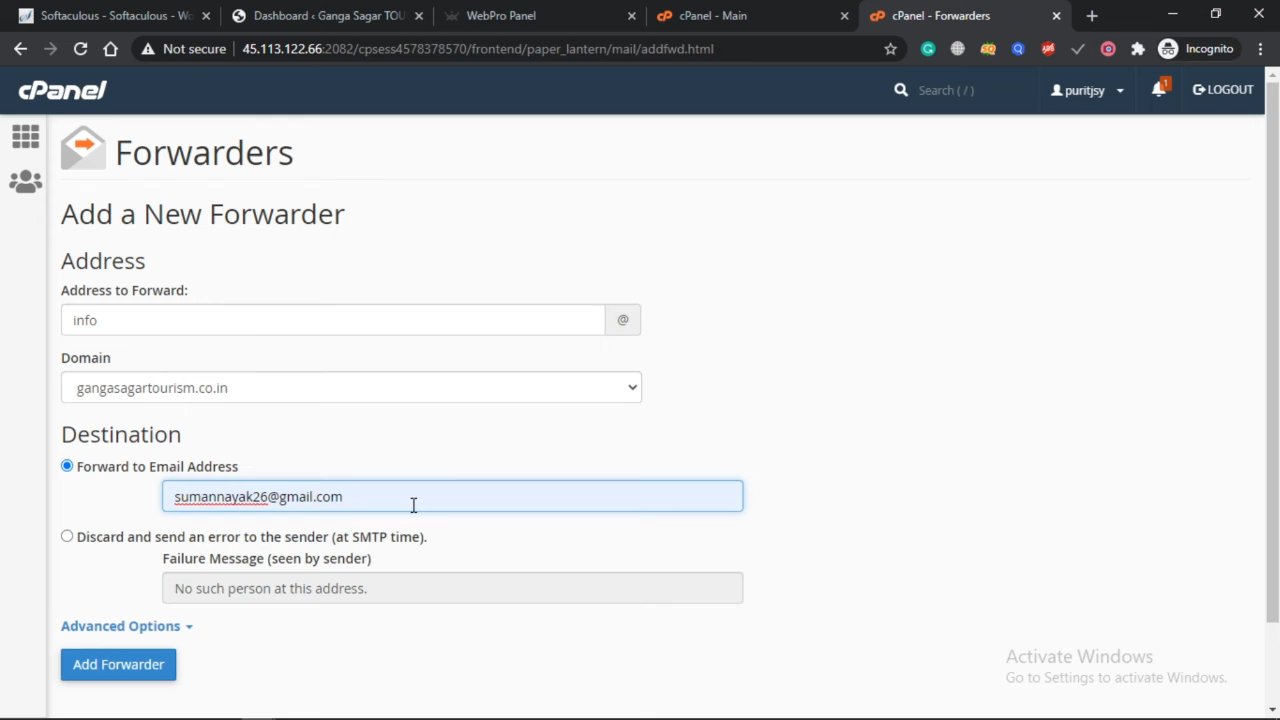 Softaculous - Softaculous - Wo
Dashboard ‹ Ganga Sagar TOU
WebPro Panel
cPanel - Main
cPanel - Forwarders
Not secure
45.113.122.66:2082/cpsess4578378570/frontend/paper_lantern/mail/addfwd.html
Incognito
cPanel
Search ( / )
puritjsy
1
LOGOUT
Forwarders
Add a New Forwarder
Address
Address to Forward:
info
@
Domain
gangasagartourism.co.in
Destination
Forward to Email Address
sumannayak26@gmail.com
Discard and send an error to the sender (at SMTP time).
Failure Message (seen by sender)
No such person at this address.
Advanced Options
Add Forwarder
Activate Windows
Go to Settings to activate Windows.